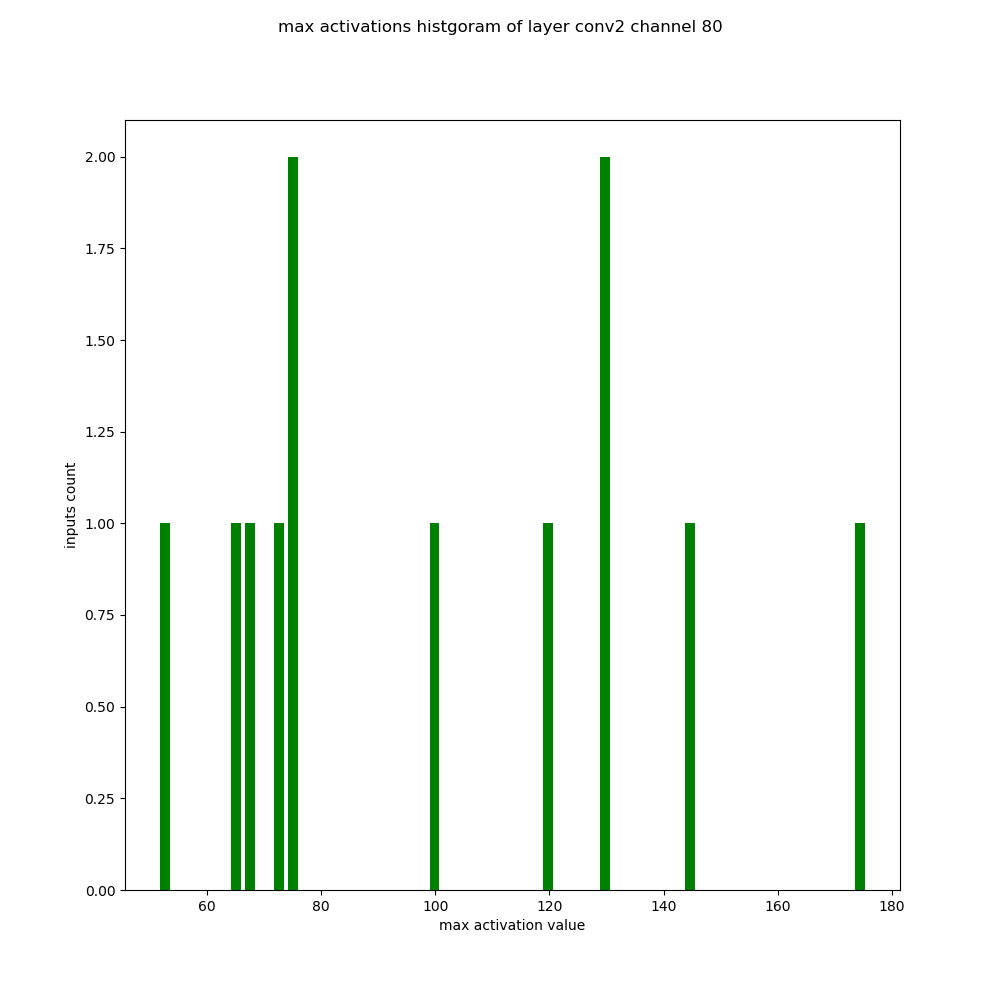 max activations histgoram of layer conv2 channel 80
2.00
1.75
1.50
1.25
1.00
0.75
0.50
0.25
0.00
inputs count
60 80 100 120 140 160 180
max activation value